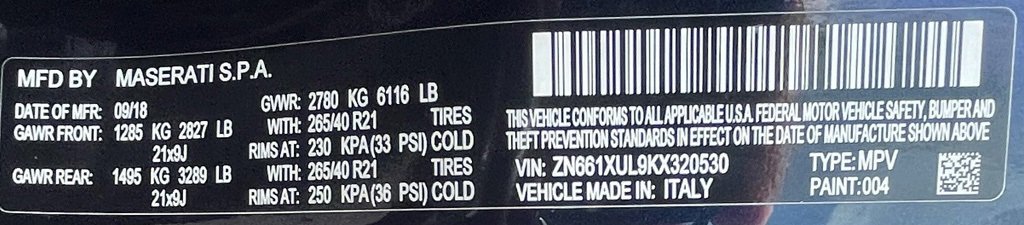 MFD BY MASERATI S.P.A.
DATE OF MFR: 09/18 GVWR: 2780 KG 6116 LB
GAWR FRONT: 1285 KG 2827 LB WITH: 265/40 R21 TIRES
21x9J RIMS AT: 230 KPA(33 PSI) COLD
GAWR REAR: 1495 KG 3289 LB WITH: 265/40 R21 TIRES
21x9J RIMS AT: 250 KPA(36 PSI) COLD
THIS VEHICLE CONFORMS TO ALL APPLICABLE U.S.A. FEDERAL MOTOR VEHICLE SAFETY, BUMPER AND
THEFT PREVENTION STANDARDS IN EFFECT ON THE DATE OF MANUFACTURE SHOWN ABOVE
VIN: ZN661XUL9KX320530 TYPE: MPV
VEHICLE MADE IN: ITALY PAINT: 004